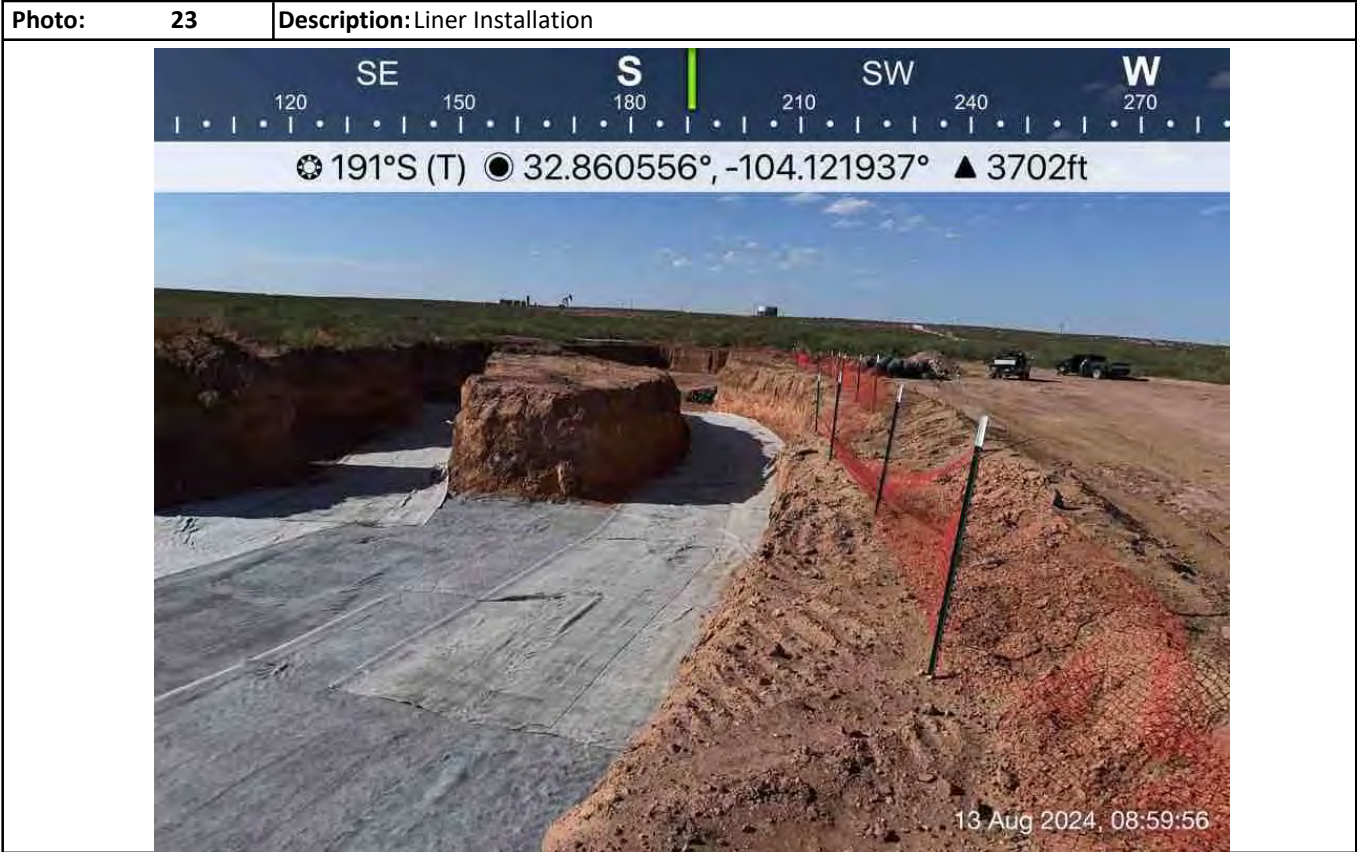 Photo: 23 Description: Liner Installation
SE S SW W
120 150 180 210 240 270
191°S (T) 32.860556°, -104.121937° ▲ 3702ft
13 Aug 2024, 08:59:56